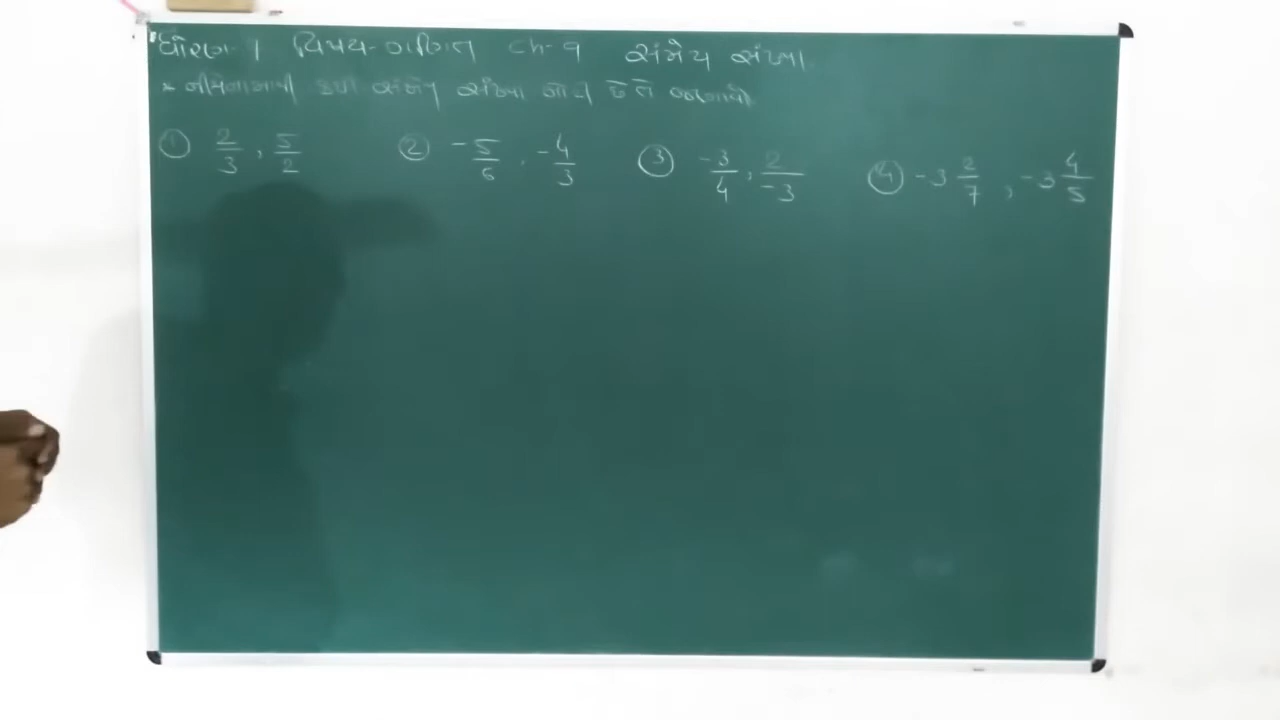 ધોરણ-7 વિષય-ગણિત Ch-9 સંમેય સંખ્યા
* નીચેનામાંથી કયી સંમેય સંખ્યા મોટી છે તે જણાવો
① 2/3 , 5/2 ② -5/6 , -4/3 ③ -3/4 , 2/-3 ④ -3 2/7 , -3 4/5